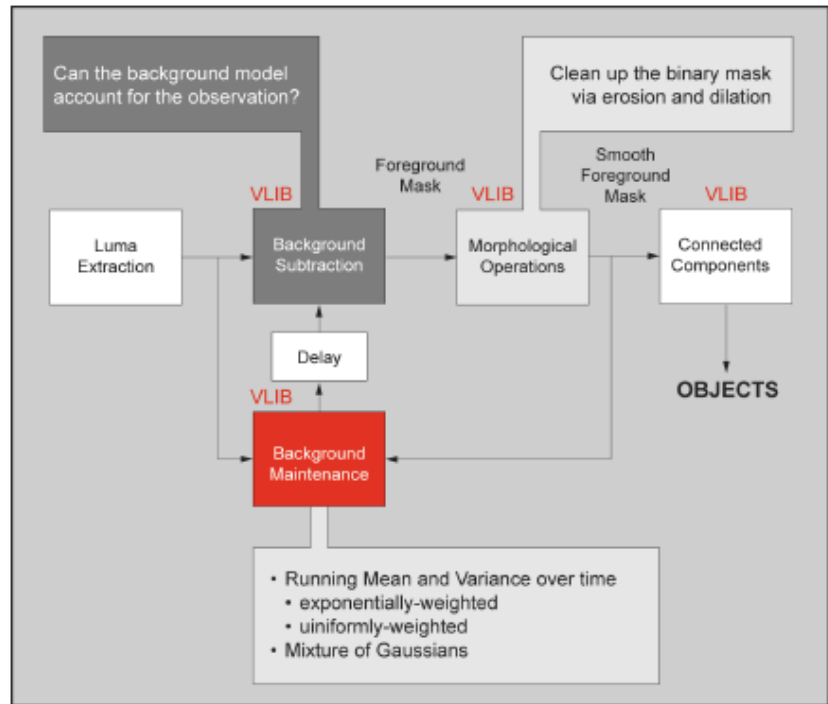 Can the background model
account for the observation?
Clean up the binary mask
via erosion and dilation
Foreground
Mask
Smooth
Foreground
Mask
VLIB
VLIB
VLIB
Luma
Extraction
Background
Subtraction
Morphological
Operations
Connected
Components
Delay
OBJECTS
VLIB
Background
Maintenance
• Running Mean and Variance over time
• exponentially-weighted
• uiniformly-weighted
• Mixture of Gaussians